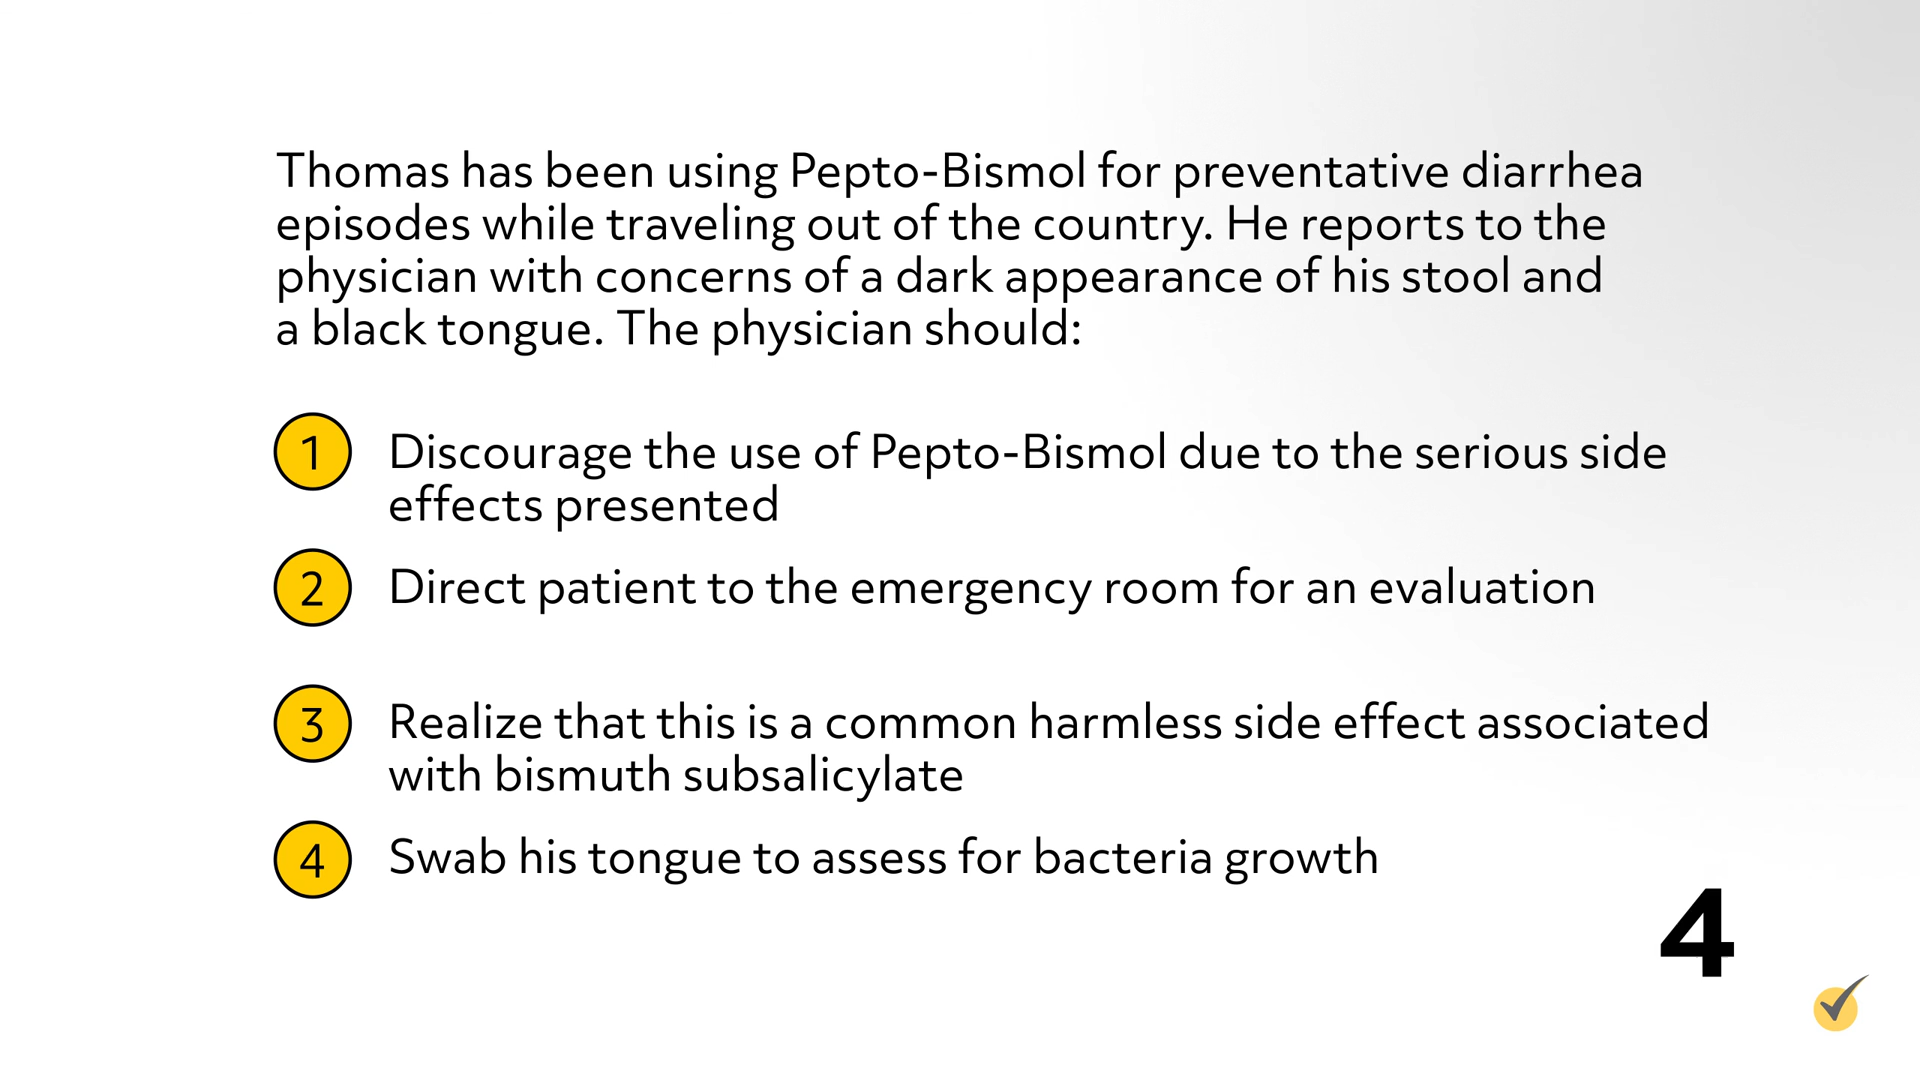 Thomas has been using Pepto-Bismol for preventative diarrhea
episodes while traveling out of the country. He reports to the
physician with concerns of a dark appearance of his stool and
a black tongue. The physician should:
1 Discourage the use of Pepto-Bismol due to the serious side
effects presented
2 Direct patient to the emergency room for an evaluation
3 Realize that this is a common harmless side effect associated
with bismuth subsalicylate
4 Swab his tongue to assess for bacteria growth
4